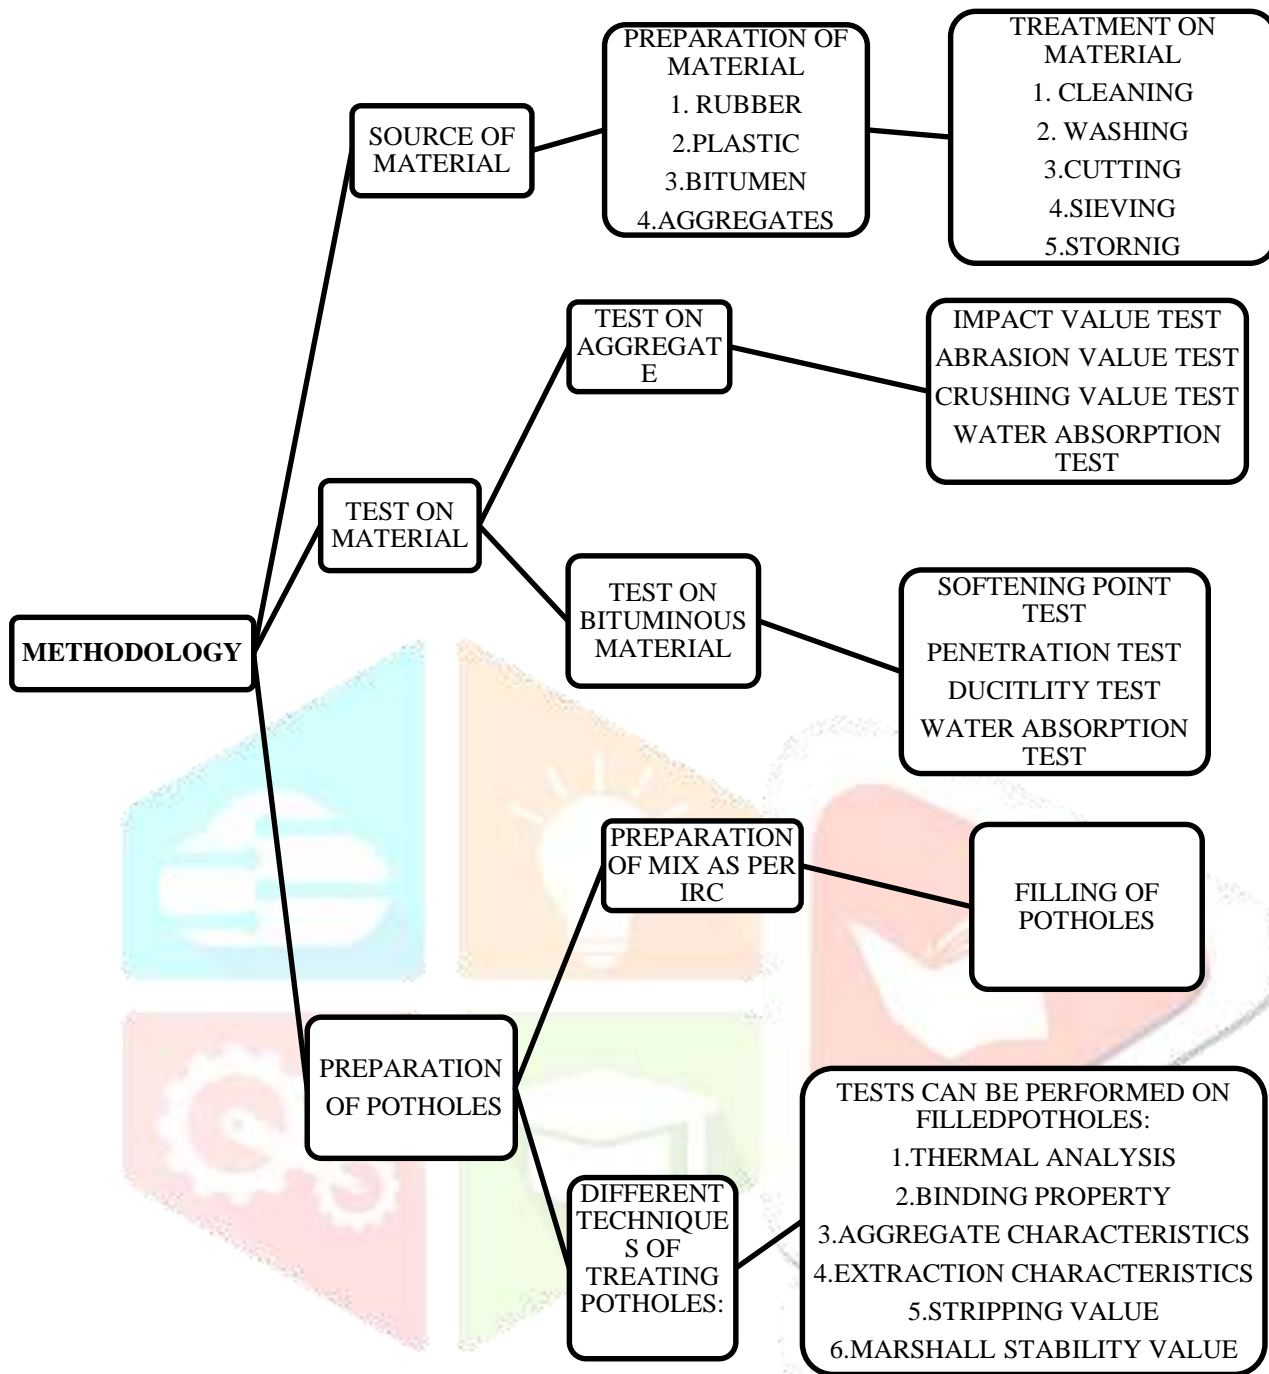 METHODOLOGY
SOURCE OF
MATERIAL
PREPARATION OF
MATERIAL
1. RUBBER
2.PLASTIC
3.BITUMEN
4.AGGREGATES
TREATMENT ON
MATERIAL
1. CLEANING
2. WASHING
3.CUTTING
4.SIEVING
5.STORNIG
TEST ON
MATERIAL
TEST ON
AGGREGAT
E
IMPACT VALUE TEST
ABRASION VALUE TEST
CRUSHING VALUE TEST
WATER ABSORPTION
TEST
TEST ON
BITUMINOUS
MATERIAL
SOFTENING POINT
TEST
PENETRATION TEST
DUCITLITY TEST
WATER ABSORPTION
TEST
PREPARATION
OF POTHOLES
PREPARATION
OF MIX AS PER
IRC
FILLING OF
POTHOLES
DIFFERENT
TECHNIQUE
S OF
TREATING
POTHOLES:
TESTS CAN BE PERFORMED ON
FILLEDPOTHOLES:
1.THERMAL ANALYSIS
2.BINDING PROPERTY
3.AGGREGATE CHARACTERISTICS
4.EXTRACTION CHARACTERISTICS
5.STRIPPING VALUE
6.MARSHALL STABILITY VALUE